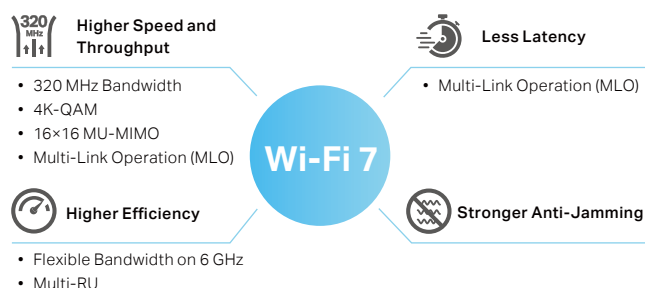 320
MHz
Higher Speed and
Throughput
• 320 MHz Bandwidth
• 4K-QAM
• 16×16 MU-MIMO
• Multi-Link Operation (MLO)
Less Latency
• Multi-Link Operation (MLO)
Wi-Fi 7
Higher Efficiency
• Flexible Bandwidth on 6 GHz
• Multi-RU
Stronger Anti-Jamming